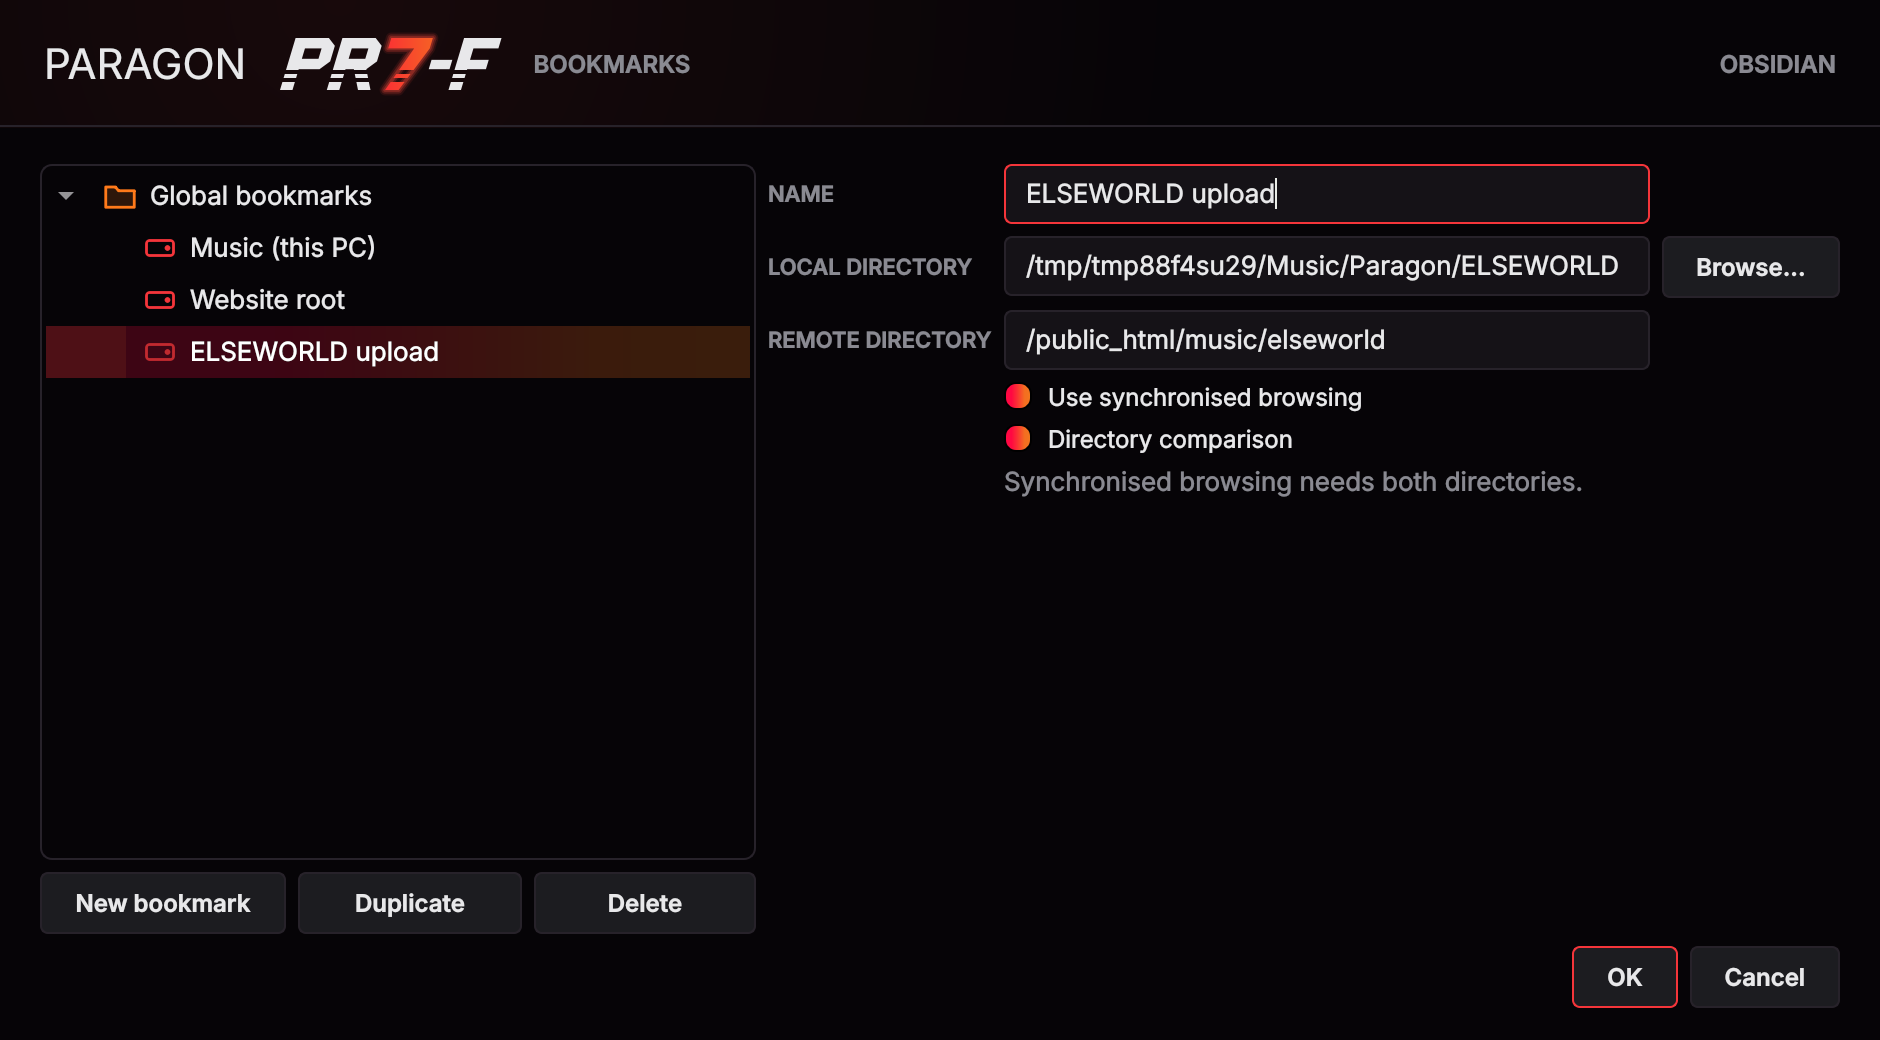 PARAGON PR7-F BOOKMARKS OBSIDIAN
Global bookmarks
Music (this PC)
Website root
ELSEWORLD upload
NAME ELSEWORLD upload
LOCAL DIRECTORY /tmp/tmp88f4su29/Music/Paragon/ELSEWORLD Browse...
REMOTE DIRECTORY /public_html/music/elseworld
Use synchronised browsing
Directory comparison
Synchronised browsing needs both directories.
New bookmark Duplicate Delete
OK Cancel